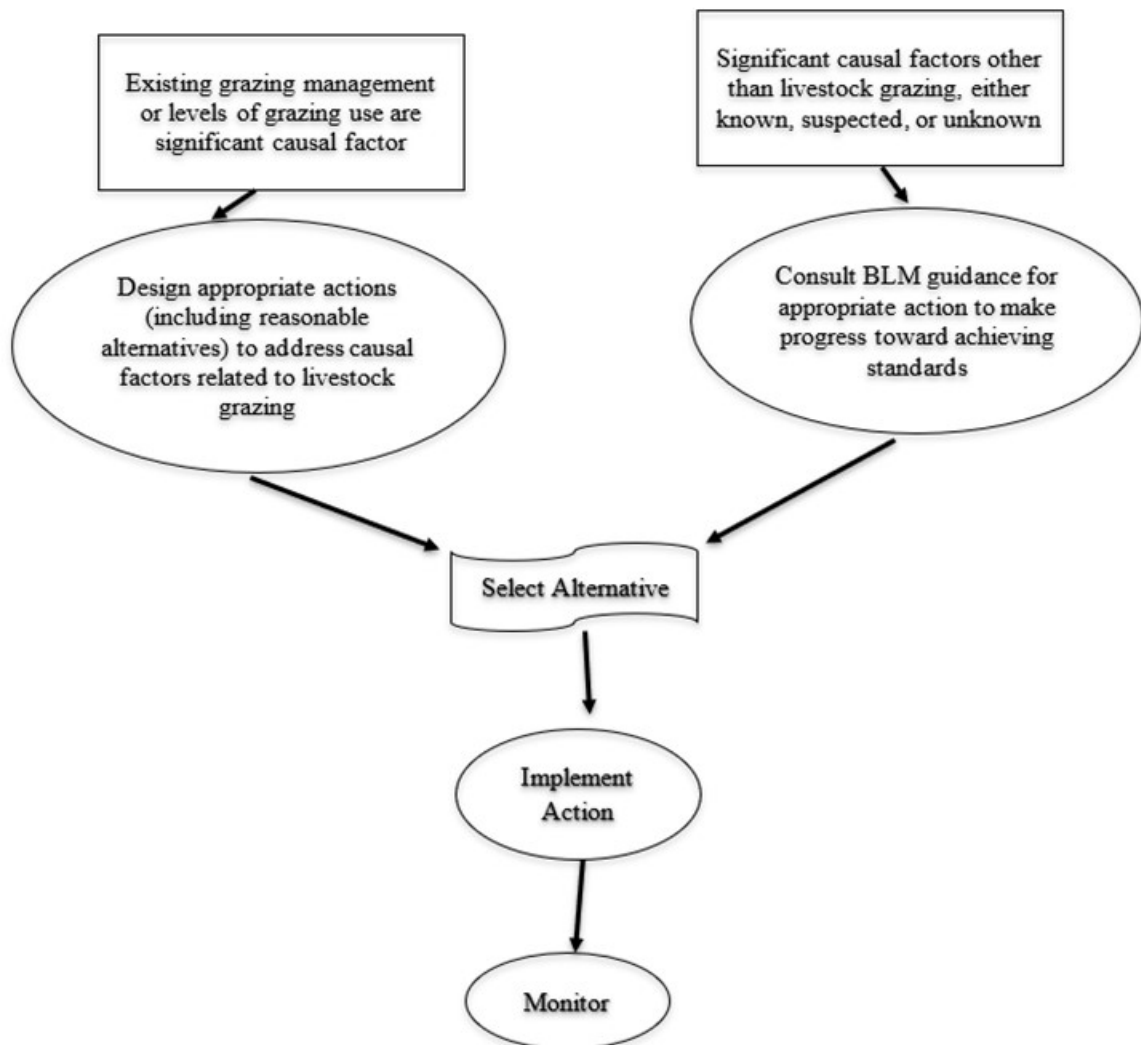 Existing grazing management
or levels of grazing use are
significant causal factor
Significant causal factors other
than livestock grazing, either
known, suspected, or unknown
Design appropriate actions
(including reasonable
alternatives) to address causal
factors related to livestock
grazing
Consult BLM guidance for
appropriate action to make
progress toward achieving
standards
Select Alternative
Implement
Action
Monitor